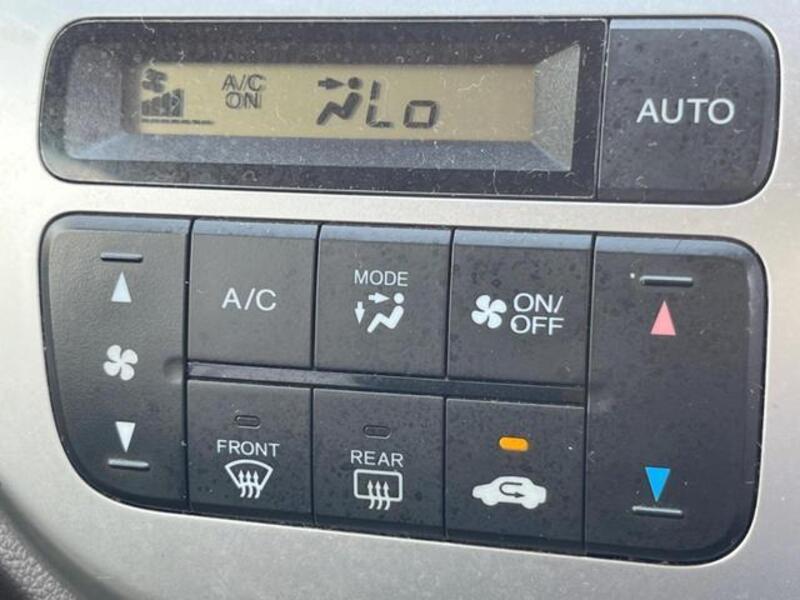 A/C
ON
Lo
AUTO
A/C
MODE
ON/
OFF
FRONT
REAR